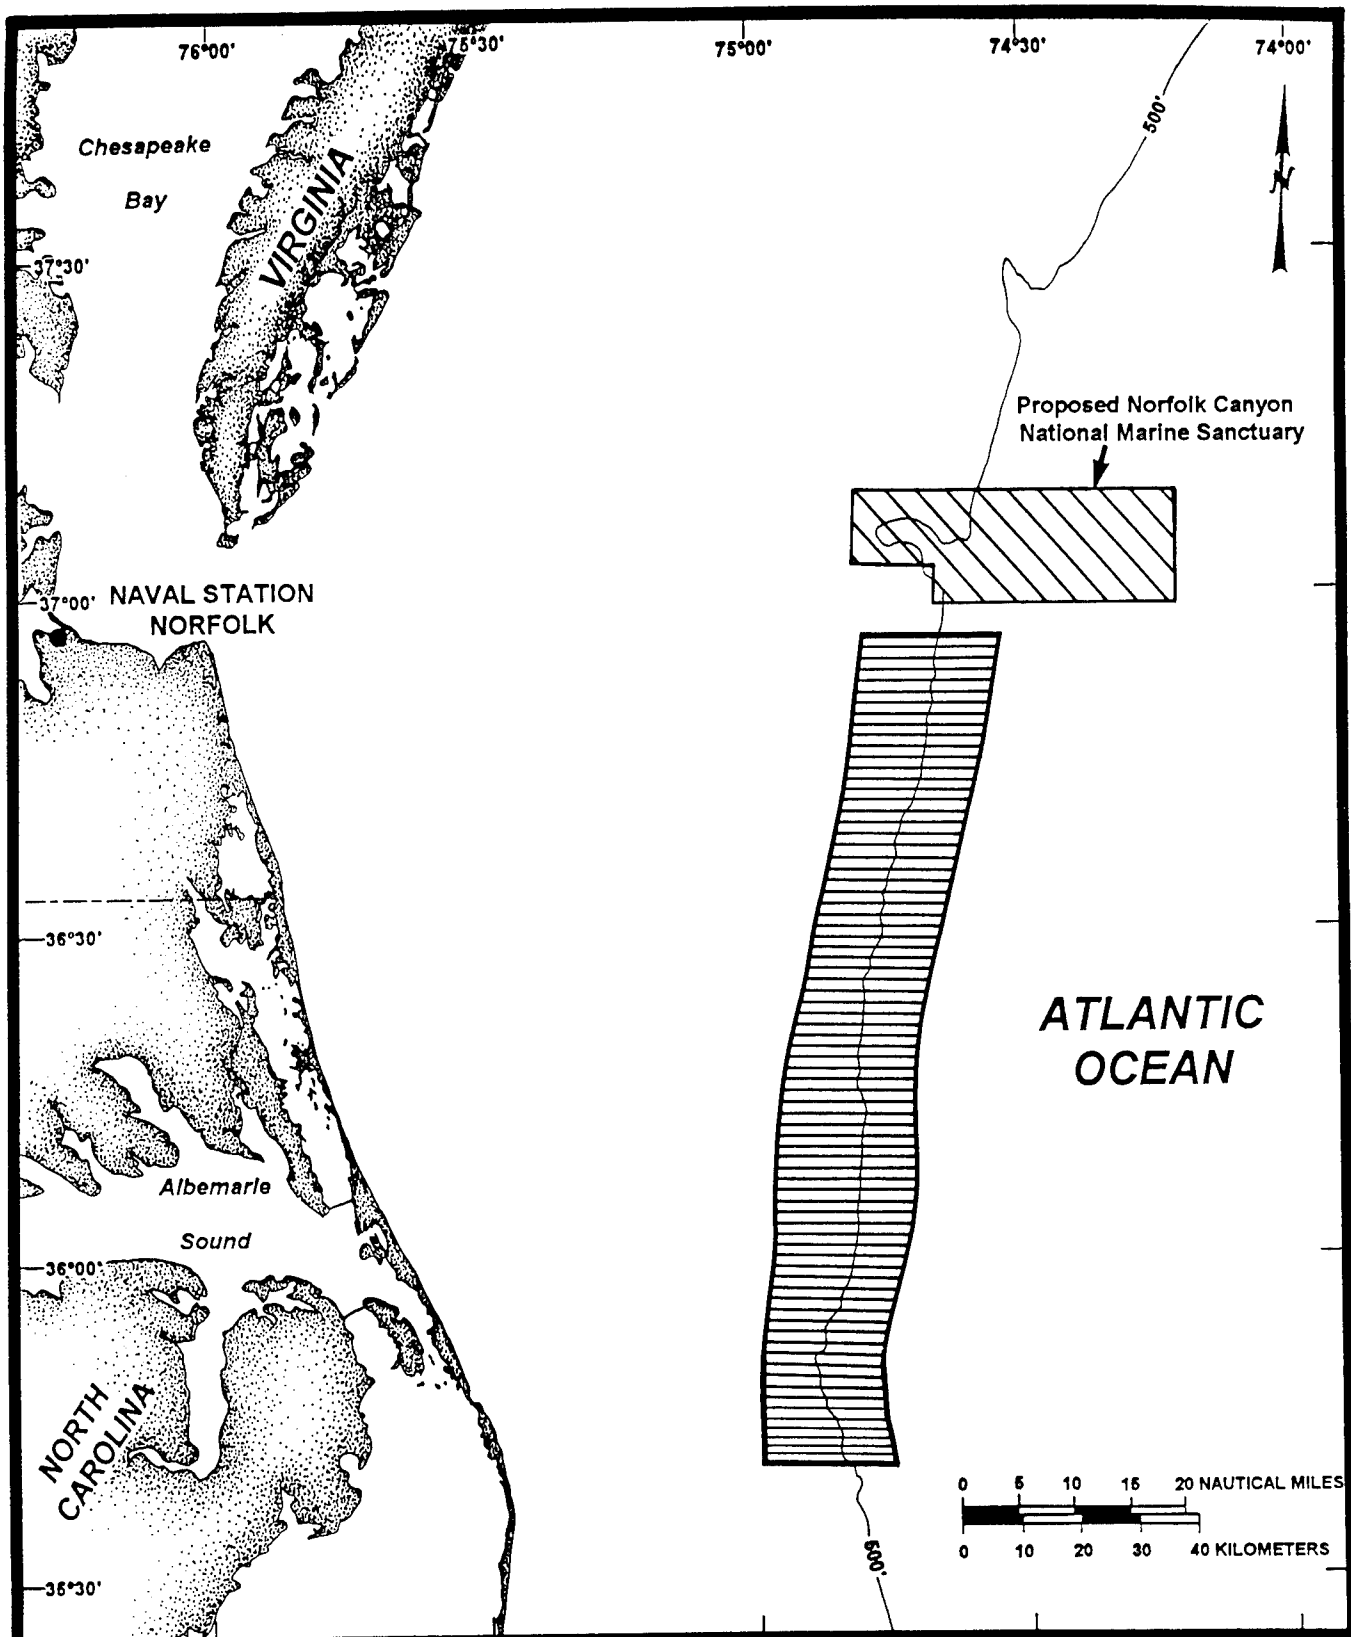 76°00'
75°30'
75°00'
74°30'
74°00'
500'
Chesapeake
Bay
N
VIRGINIA
37°30'
Proposed Norfolk Canyon
National Marine Sanctuary
37°00'
NAVAL STATION
NORFOLK
36°30'
ATLANTIC
OCEAN
Albemarle
Sound
36°00'
NORTH
CAROLINA
0 5 10 15 20 NAUTICAL MILES
0 10 20 30 40 KILOMETERS
500'
35°30'